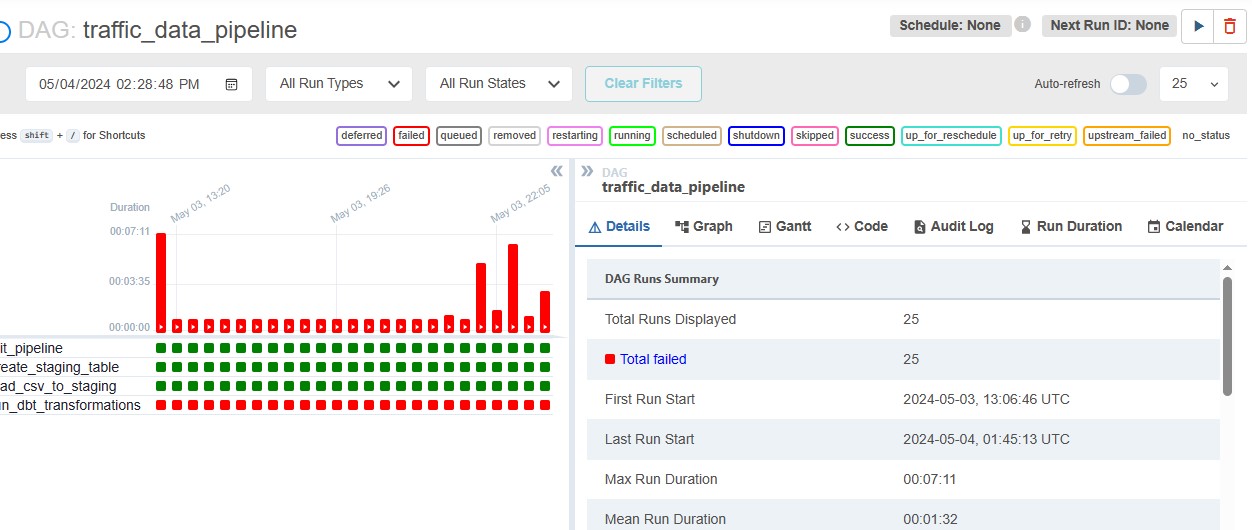 DAG: traffic_data_pipeline
Schedule: None
Next Run ID: None
05/04/2024 02:28:48 PM
All Run Types
All Run States
Clear Filters
Auto-refresh
25
ess shift + / for Shortcuts
deferred
failed
queued
removed
restarting
running
scheduled
shutdown
skipped
success
up_for_reschedule
up_for_retry
upstream_failed
no_status
Duration
00:07:11
00:03:35
00:00:00
May 03, 13:20
May 03, 19:26
May 03, 22:05
it_pipeline
reate_staging_table
ad_csv_to_staging
n_dbt_transformations
DAG
traffic_data_pipeline
Details
Graph
Gantt
Code
Audit Log
Run Duration
Calendar
DAG Runs Summary
Total Runs Displayed 25
Total failed 25
First Run Start 2024-05-03, 13:06:46 UTC
Last Run Start 2024-05-04, 01:45:13 UTC
Max Run Duration 00:07:11
Mean Run Duration 00:01:32